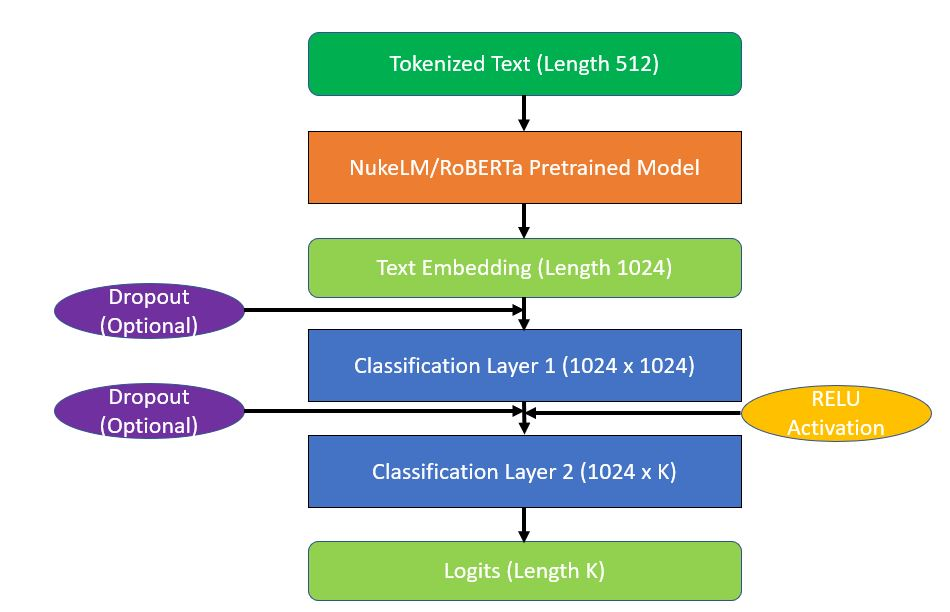 Tokenized Text (Length 512)
NukeLM/RoBERTa Pretrained Model
Text Embedding (Length 1024)
Dropout
(Optional)
Classification Layer 1 (1024 x 1024)
Dropout
(Optional)
RELU
Activation
Classification Layer 2 (1024 x K)
Logits (Length K)